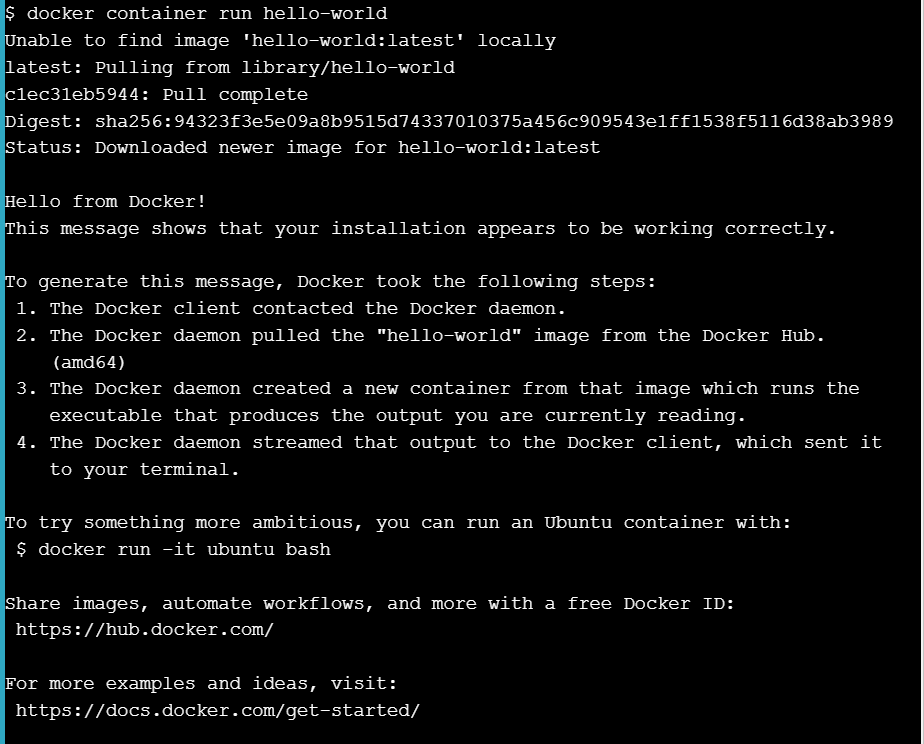 $ docker container run hello-world
Unable to find image 'hello-world:latest' locally
latest: Pulling from library/hello-world
c1ec31eb5944: Pull complete
Digest: sha256:94323f3e5e09a8b9515d74337010375a456c909543e1ff1538f5116d38ab3989
Status: Downloaded newer image for hello-world:latest

Hello from Docker!
This message shows that your installation appears to be working correctly.

To generate this message, Docker took the following steps:
 1. The Docker client contacted the Docker daemon.
 2. The Docker daemon pulled the "hello-world" image from the Docker Hub.
    (amd64)
 3. The Docker daemon created a new container from that image which runs the
    executable that produces the output you are currently reading.
 4. The Docker daemon streamed that output to the Docker client, which sent it
    to your terminal.

To try something more ambitious, you can run an Ubuntu container with:
 $ docker run -it ubuntu bash

Share images, automate workflows, and more with a free Docker ID:
 https://hub.docker.com/

For more examples and ideas, visit:
 https://docs.docker.com/get-started/